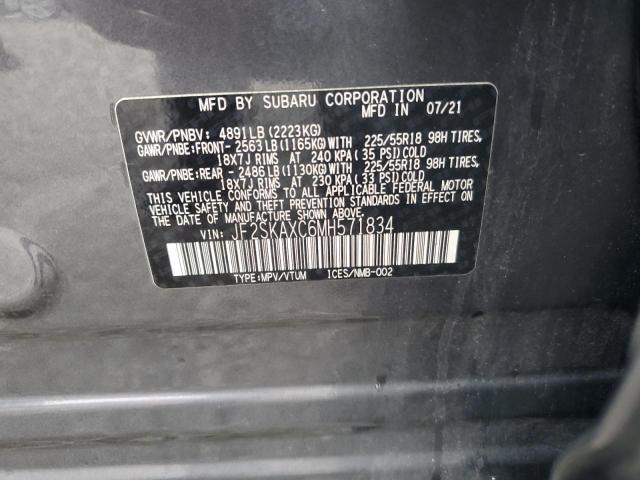 MFD BY SUBARU CORPORATION
MFD IN 07/21
GVWR/PNBV: 4891LB(2223KG)
GAWR/PNBE:FRONT- 2563LB(1165KG)WITH 225/55R18 98H TIRES,
18X7J RIMS AT 240 KPA(35 PSI)COLD
GAWR/PNBE:REAR - 2486LB(1130KG)WITH 225/55R18 98H TIRES,
18X7J RIMS AT 230 KPA(33 PSI)COLD
THIS VEHICLE CONFORMS TO ALL APPLICABLE FEDERAL MOTOR
VEHICLE SAFETY AND THEFT PREVENTION STANDARDS IN EFFECT ON
THE DATE OF MANUFACTURE SHOWN ABOVE.
VIN: JF2SKAXC6MH571834
TYPE:MPV/VTUM ICES/NMB-002